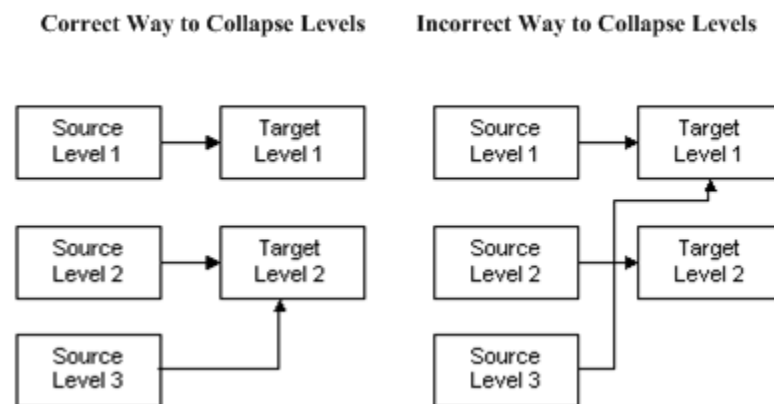 Correct Way to Collapse Levels
Incorrect Way to Collapse Levels
Source
Level 1
Target
Level 1
Source
Level 2
Target
Level 2
Source
Level 3
Source
Level 1
Target
Level 1
Source
Level 2
Target
Level 2
Source
Level 3